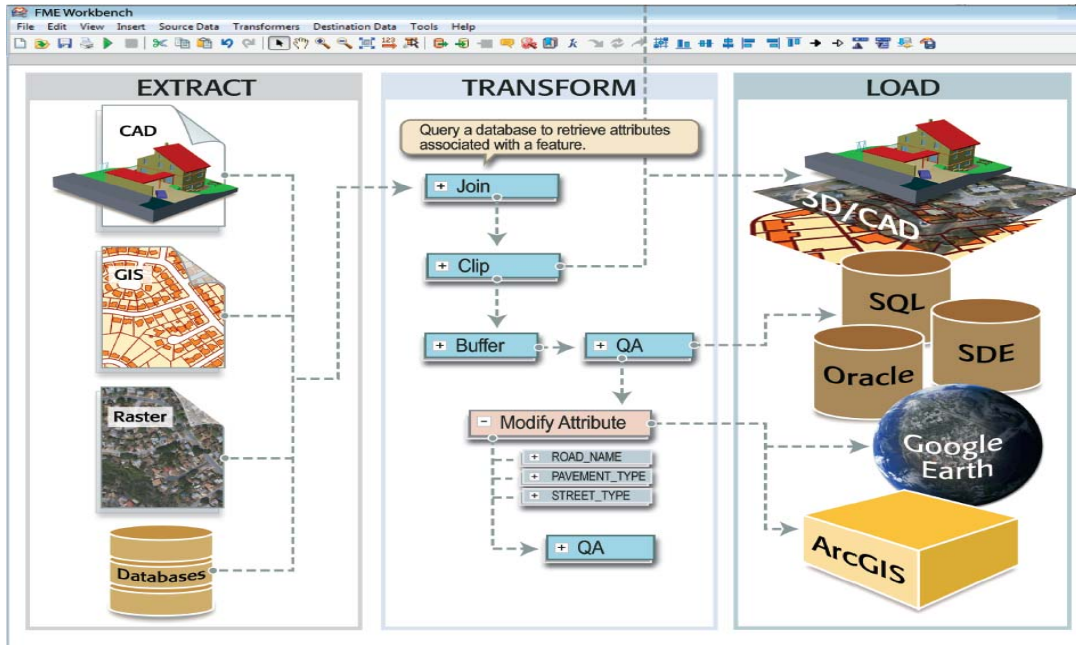 FME Workbench
File Edit View Insert Source Data Transformers Destination Data Tools Help
EXTRACT
CAD
GIS
Raster
Databases
TRANSFORM
Query a database to retrieve attributes
associated with a feature.
+ Join
+ Clip
+ Buffer
+ QA
- Modify Attribute
+ ROAD_NAME
+ PAVEMENT_TYPE
+ STREET_TYPE
+ QA
LOAD
3D/CAD
SQL
SDE
Oracle
Google
Earth
ArcGIS